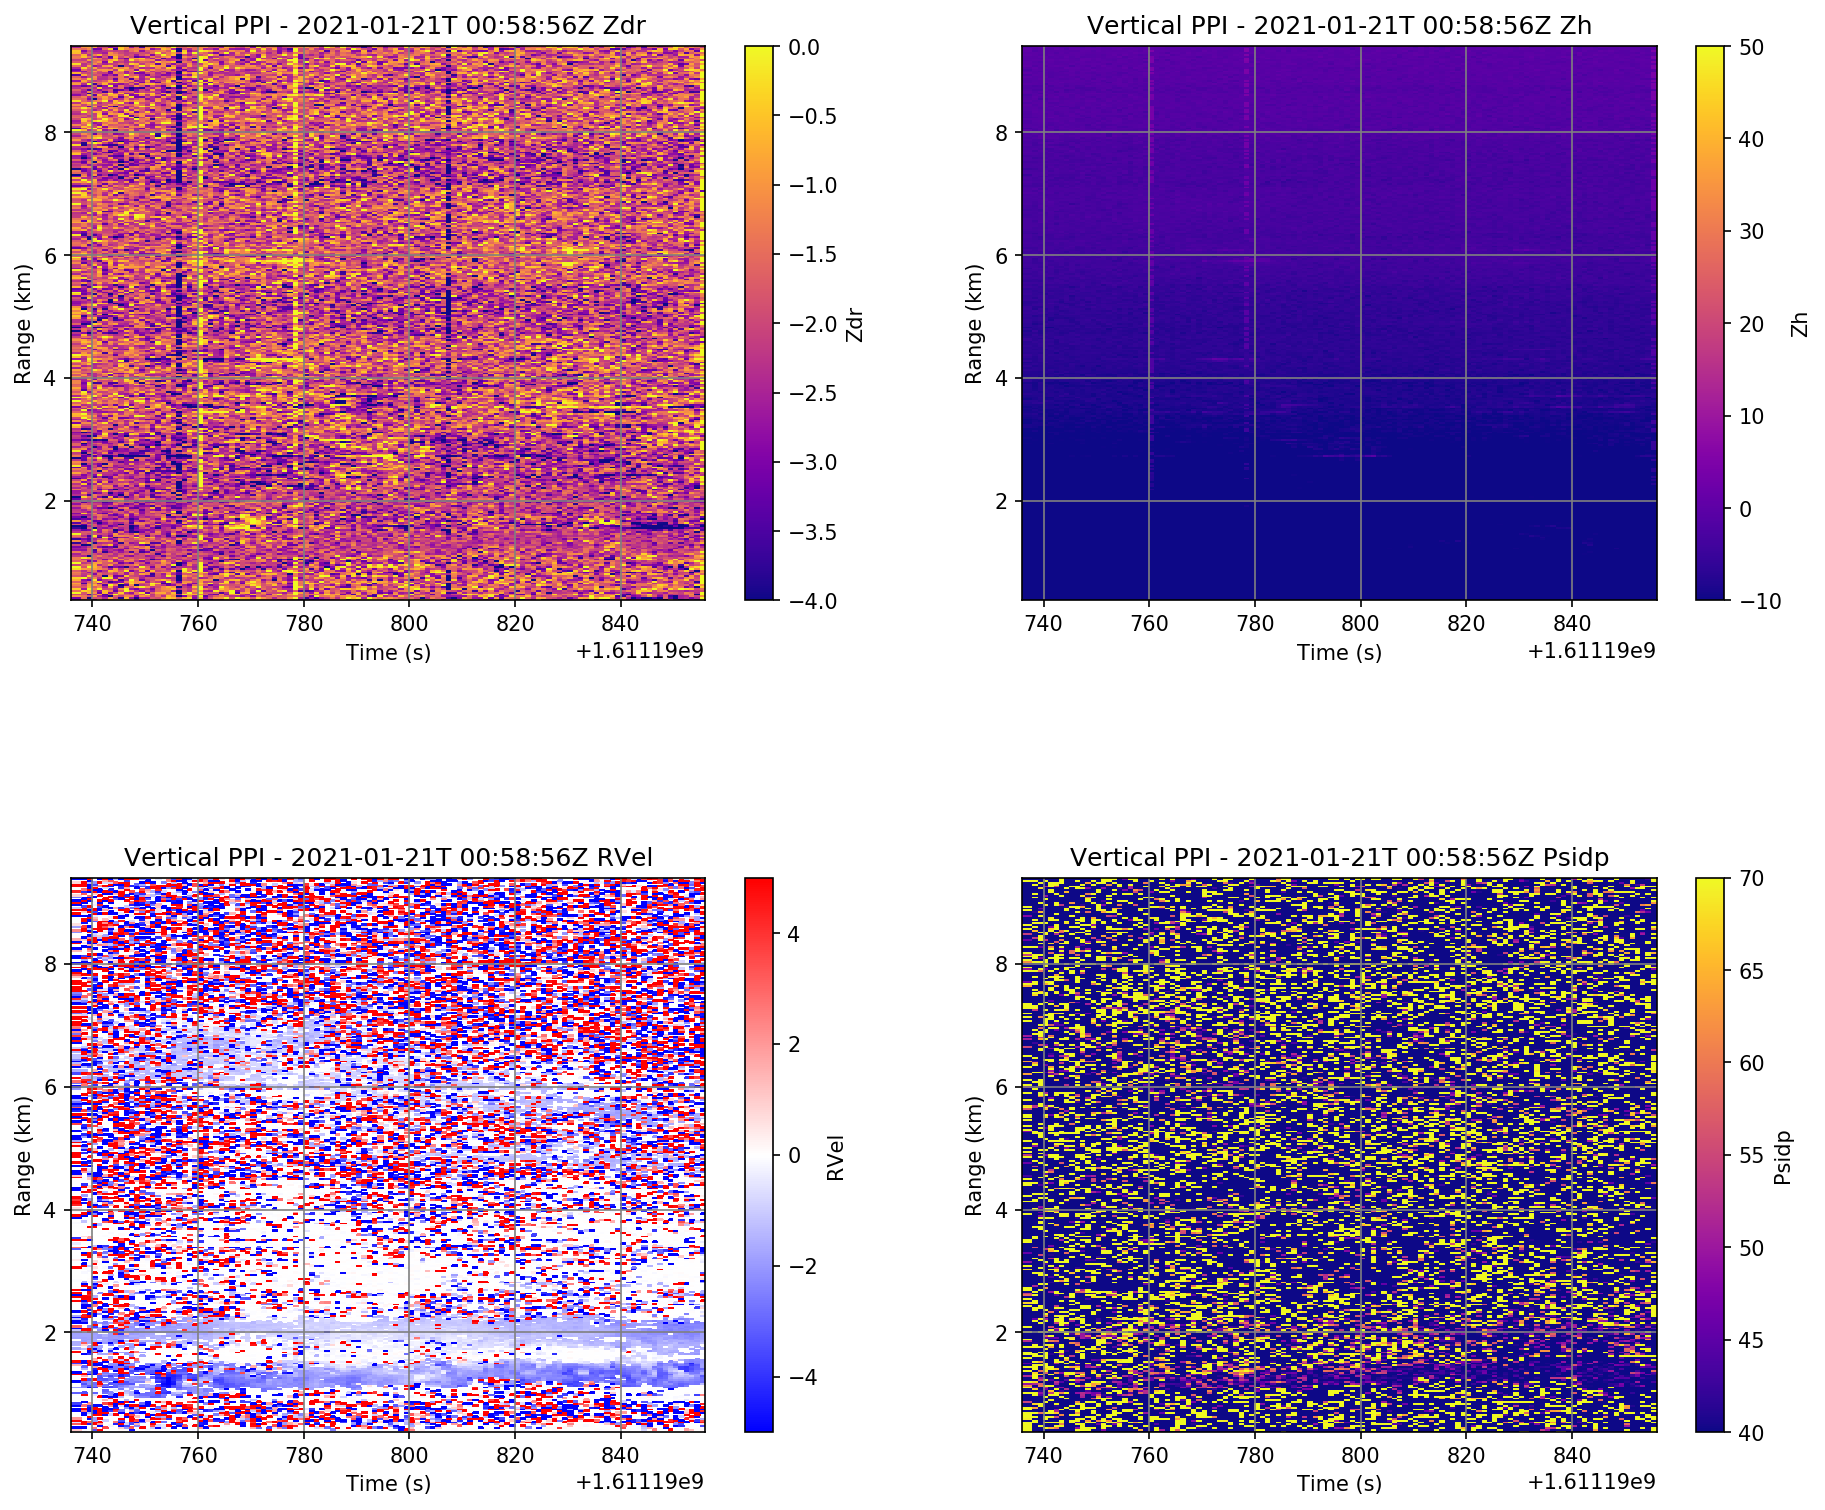 Vertical PPI - 2021-01-21T 00:58:56Z Zdr
Range (km)
8
6
4
2
740 760 780 800 820 840
Time (s)
+1.61119e9
0.0
−0.5
−1.0
−1.5
−2.0
−2.5
−3.0
−3.5
−4.0
Zdr
Vertical PPI - 2021-01-21T 00:58:56Z Zh
Range (km)
8
6
4
2
740 760 780 800 820 840
Time (s)
+1.61119e9
50
40
30
20
10
0
−10
Zh
Vertical PPI - 2021-01-21T 00:58:56Z RVel
Range (km)
8
6
4
2
740 760 780 800 820 840
Time (s)
+1.61119e9
4
2
0
−2
−4
RVel
Vertical PPI - 2021-01-21T 00:58:56Z Psidp
Range (km)
8
6
4
2
740 760 780 800 820 840
Time (s)
+1.61119e9
70
65
60
55
50
45
40
Psidp